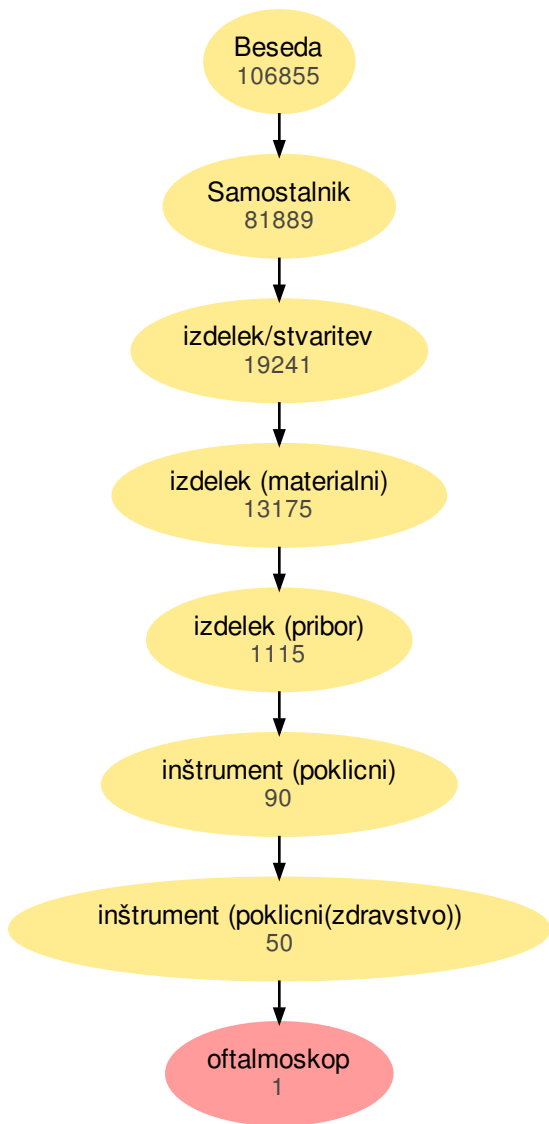 Beseda
106855
Samostalnik
81889
izdelek/stvaritev
19241
izdelek (materialni)
13175
izdelek (pribor)
1115
inštrument (poklicni)
90
inštrument (poklicni(zdravstvo))
50
oftalmoskop
1